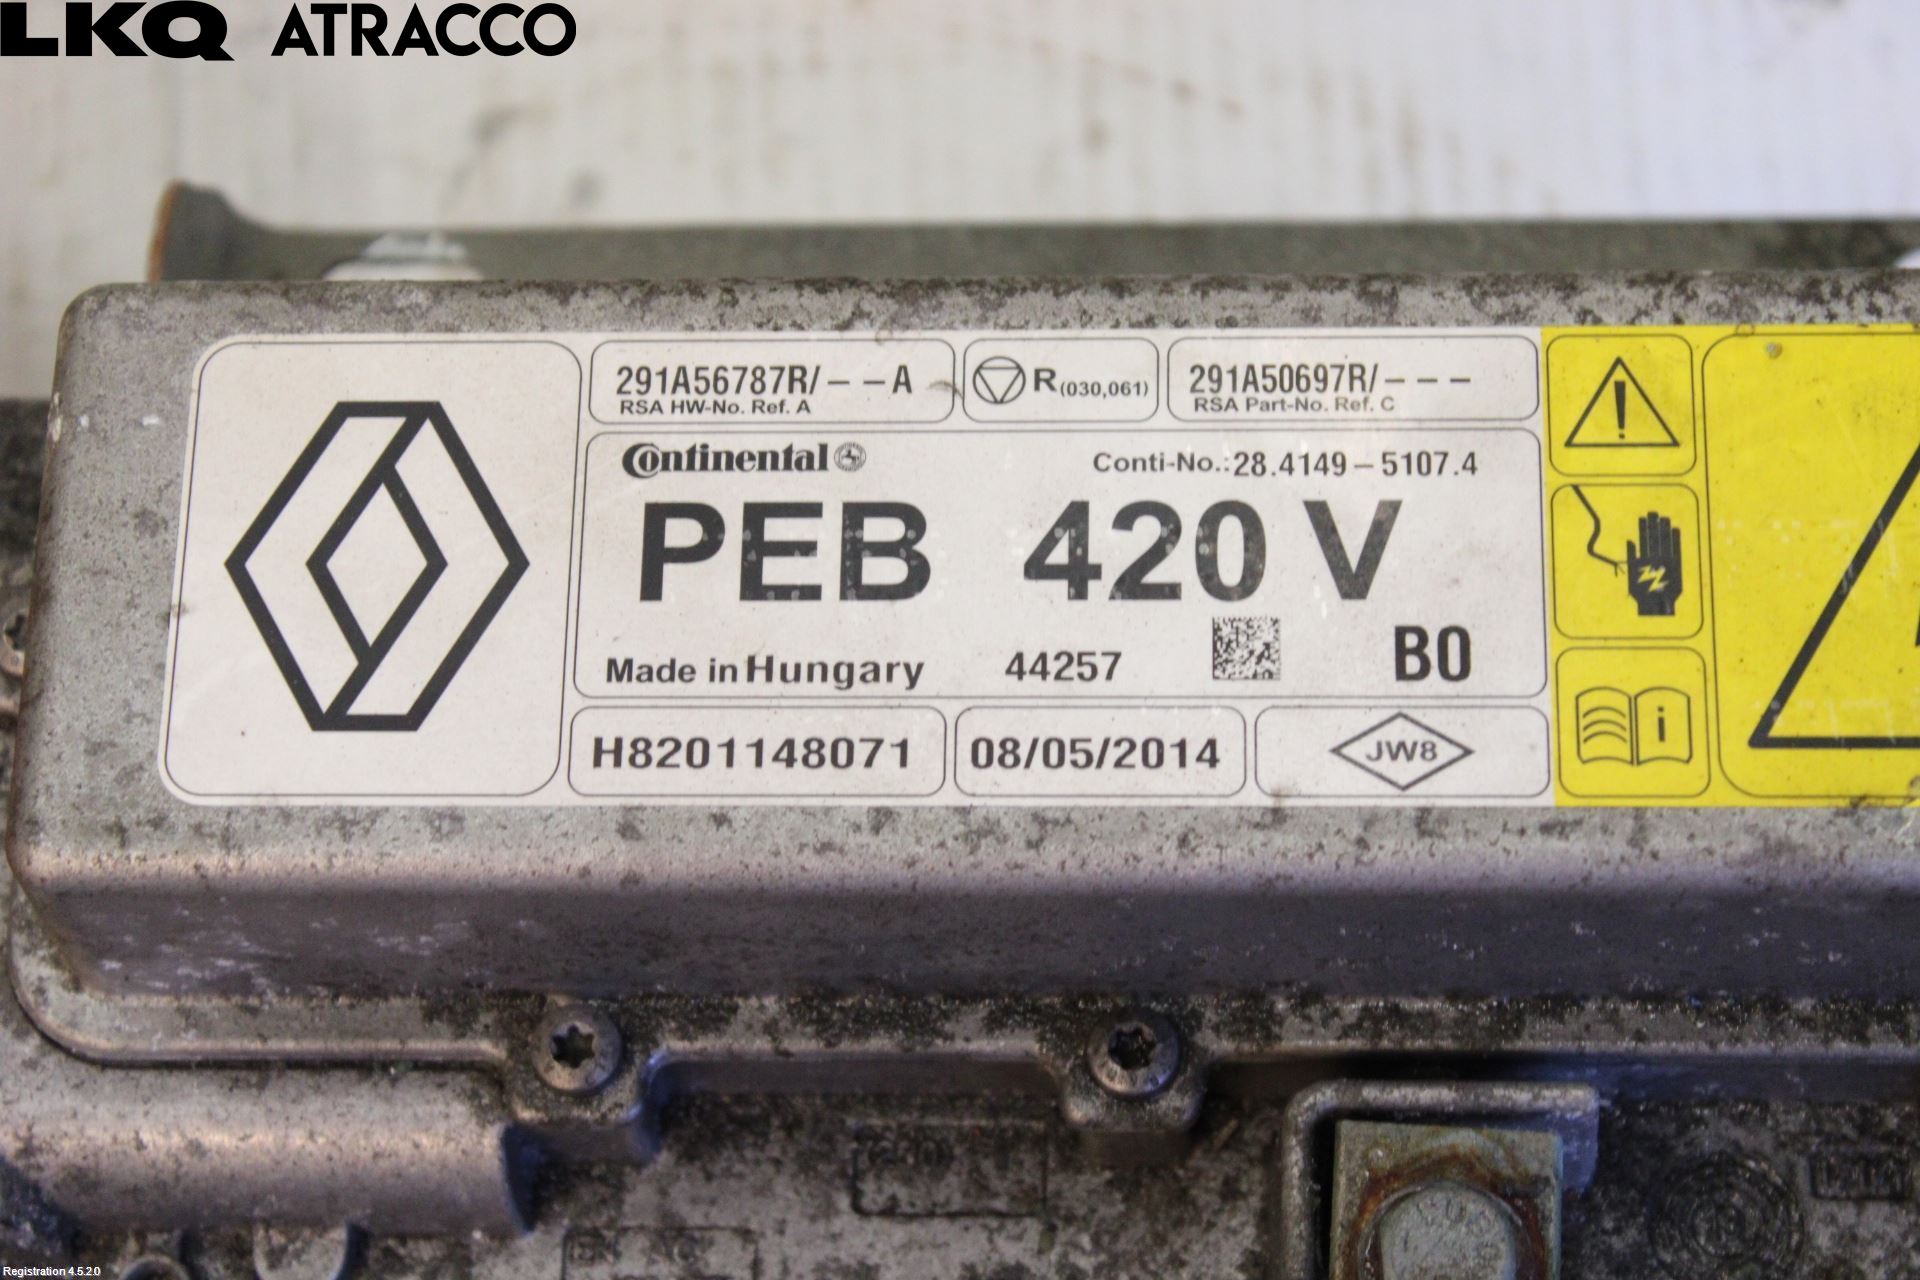 LKQ ATRACCO
291A56787R/- - -A
RSA HW-No. Ref. A
R(030,061)
291A50697R/- - -
RSA Part-No. Ref. C
Continental
Conti-No.:28.4149-5107.4
PEB 420 V
Made in Hungary 44257 B0
H8201148071 08/05/2014 JW8
i
Registration 4.5.2.0